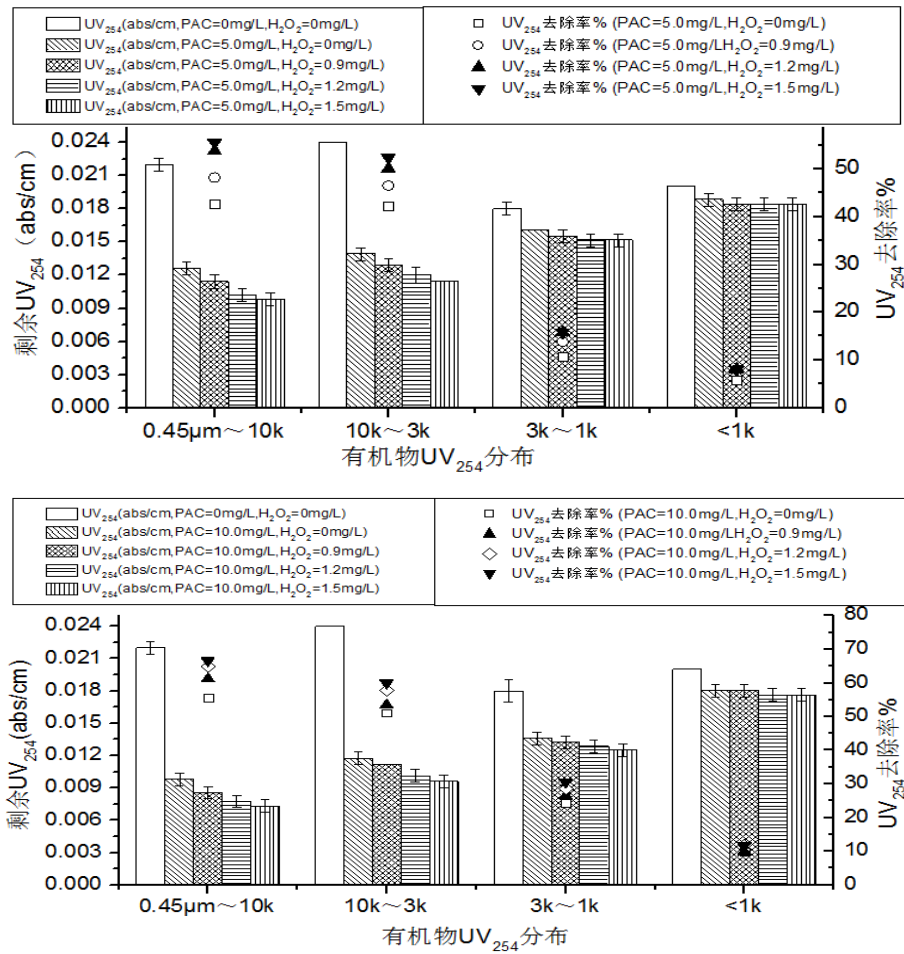 UV254(abs/cm,PAC=0mg/L,H2O2=0mg/L)
UV254(abs/cm,PAC=5.0mg/L,H2O2=0mg/L)
UV254(abs/cm,PAC=5.0mg/L,H2O2=0.9mg/L)
UV254(abs/cm,PAC=5.0mg/L,H2O2=1.2mg/L)
UV254(abs/cm,PAC=5.0mg/L,H2O2=1.5mg/L)
UV254去除率% (PAC=5.0mg/L,H2O2=0mg/L)
UV254去除率% (PAC=5.0mg/LH2O2=0.9mg/L)
UV254去除率% (PAC=5.0mg/L,H2O2=1.2mg/L)
UV254去除率% (PAC=5.0mg/L,H2O2=1.5mg/L)
剩余UV254 (abs/cm)
0.024
0.021
0.018
0.015
0.012
0.009
0.006
0.003
0.000
50
40
30
20
10
0
UV254去除率%
0.45μm～10k 10k～3k 3k～1k <1k
有机物UV254分布
UV254(abs/cm,PAC=0mg/L,H2O2=0mg/L)
UV254(abs/cm,PAC=10.0mg/L,H2O2=0mg/L)
UV254(abs/cm,PAC=10.0mg/L,H2O2=0.9mg/L)
UV254(abs/cm,PAC=10.0mg/L,H2O2=1.2mg/L)
UV254(abs/cm,PAC=10.0mg/L,H2O2=1.5mg/L)
UV254去除率% (PAC=10.0mg/L,H2O2=0mg/L)
UV254去除率% (PAC=10.0mg/LH2O2=0.9mg/L)
UV254去除率% (PAC=10.0mg/L,H2O2=1.2mg/L)
UV254去除率% (PAC=10.0mg/L,H2O2=1.5mg/L)
剩余UV254(abs/cm)
0.024
0.021
0.018
0.015
0.012
0.009
0.006
0.003
0.000
80
70
60
50
40
30
20
10
0
UV254去除率%
0.45μm～10k 10k～3k 3k～1k <1k
有机物UV254分布